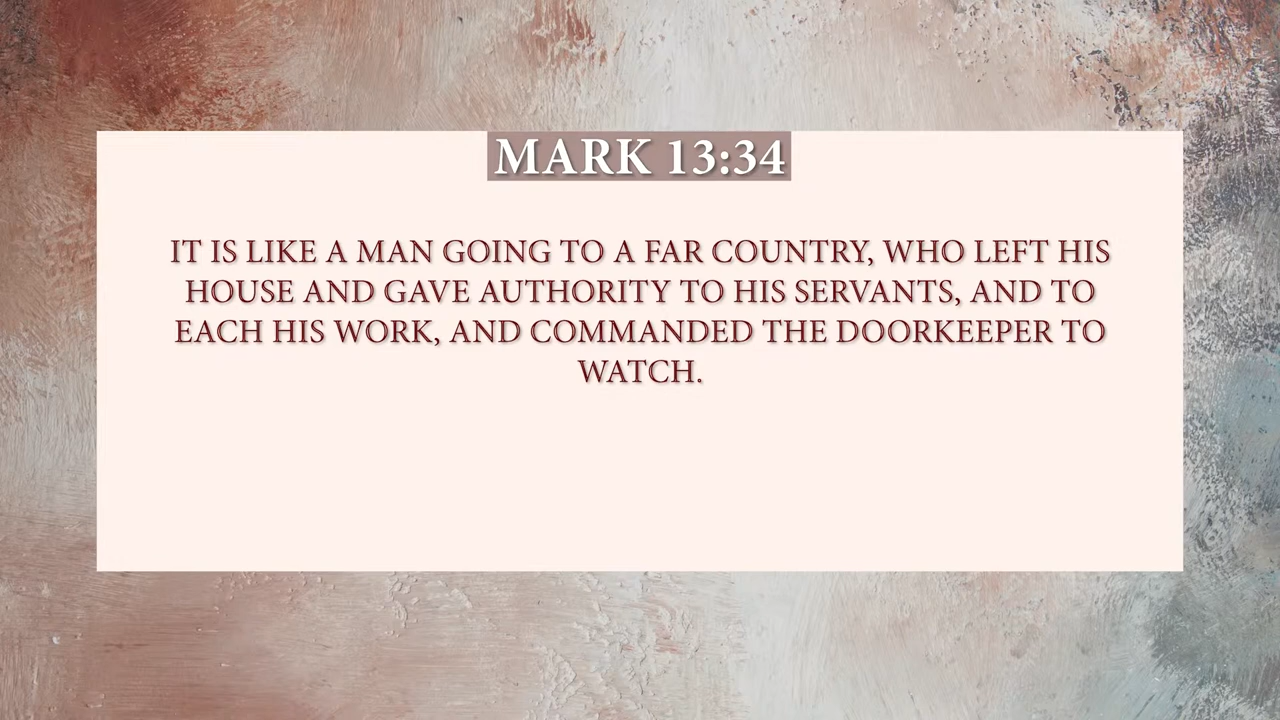 MARK 13:34
IT IS LIKE A MAN GOING TO A FAR COUNTRY, WHO LEFT HIS
HOUSE AND GAVE AUTHORITY TO HIS SERVANTS, AND TO
EACH HIS WORK, AND COMMANDED THE DOORKEEPER TO
WATCH.